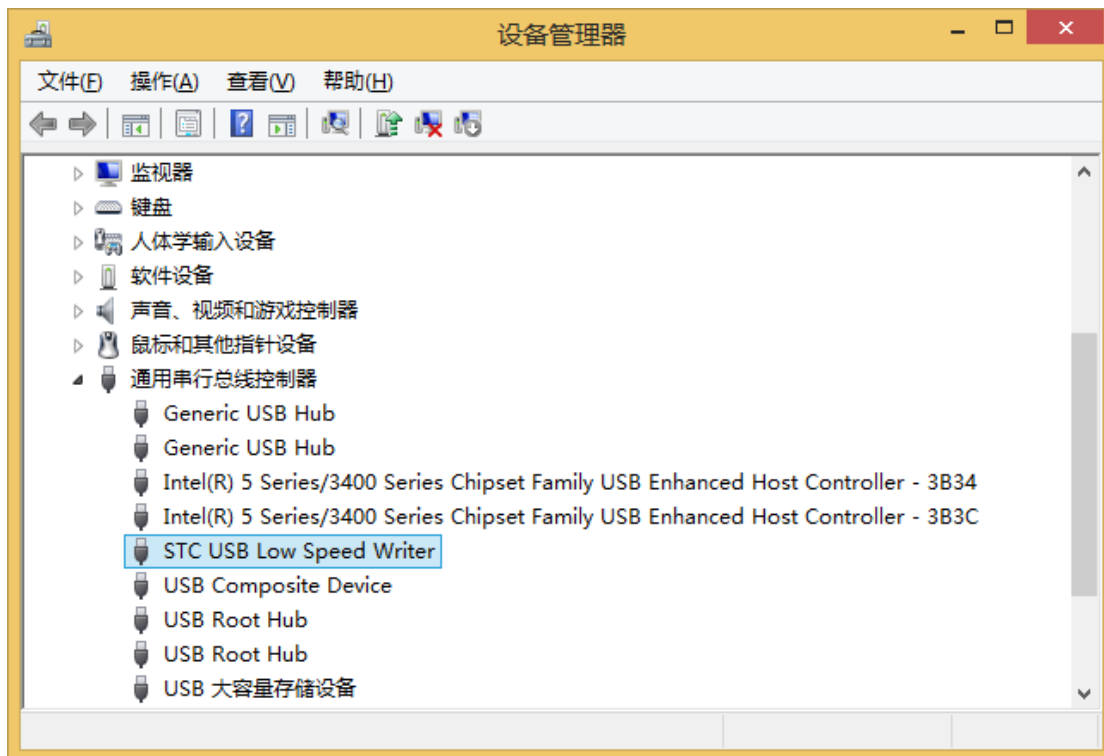 设备管理器
文件(F) 操作(A) 查看(V) 帮助(H)
监视器
键盘
人体学输入设备
软件设备
声音、视频和游戏控制器
鼠标和其他指针设备
通用串行总线控制器
Generic USB Hub
Generic USB Hub
Intel(R) 5 Series/3400 Series Chipset Family USB Enhanced Host Controller - 3B34
Intel(R) 5 Series/3400 Series Chipset Family USB Enhanced Host Controller - 3B3C
STC USB Low Speed Writer
USB Composite Device
USB Root Hub
USB Root Hub
USB 大容量存储设备